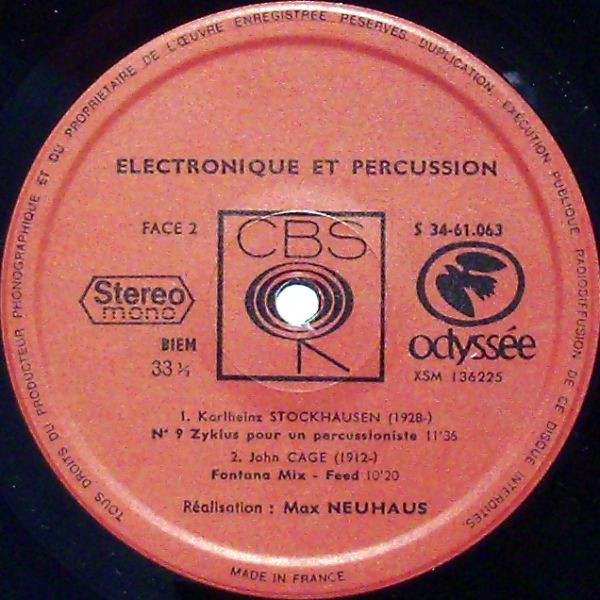 TOUS DROITS DU PRODUCTEUR PHONOGRAPHIQUE ET DU PROPRIETAIRE DE L'ŒUVRE ENREGISTREE RESERVES. DUPLICATION, EXECUTION PUBLIQUE, RADIODIFFUSION DE CE DISQUE INTERDITES.
ELECTRONIQUE ET PERCUSSION
FACE 2
CBS
S 34-61.063
Stereo
mono
BIEM
33 ⅓
odyssée
XSM 136225
1. Karlheinz STOCKHAUSEN (1928-)
N° 9 Zyklus pour un percussioniste 11'36
2. John CAGE (1912-)
Fontana Mix - Feed 10'20
Réalisation : Max NEUHAUS
MADE IN FRANCE